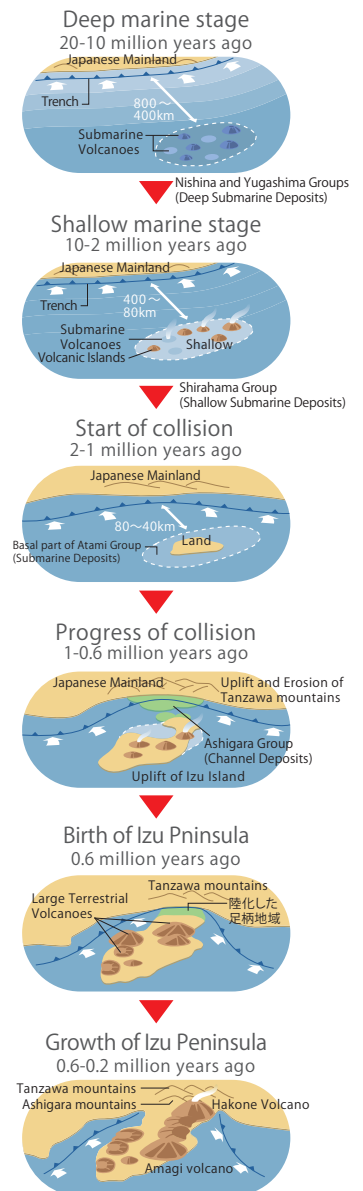 Deep marine stage
20-10 million years ago
Japanese Mainland
Trench
800～
400km
Submarine
Volcanoes
Nishina and Yugashima Groups
(Deep Submarine Deposits)
Shallow marine stage
10-2 million years ago
Japanese Mainland
Trench
400～
80km
Submarine
Volcanoes
Volcanic Islands
Shallow
Shirahama Group
(Shallow Submarine Deposits)
Start of collision
2-1 million years ago
Japanese Mainland
80～40km
Basal part of Atami Group
(Submarine Deposits)
Land
Progress of collision
1-0.6 million years ago
Japanese Mainland
Uplift and Erosion of
Tanzawa mountains
Ashigara Group
(Channel Deposits)
Uplift of Izu Island
Birth of Izu Pninsula
0.6 million years ago
Tanzawa mountains
Large Terrestrial
Volcanoes
陸化した
足柄地域
Growth of Izu Peninsula
0.6-0.2 million years ago
Tanzawa mountains
Ashigara mountains
Hakone Volcano
Amagi volcano